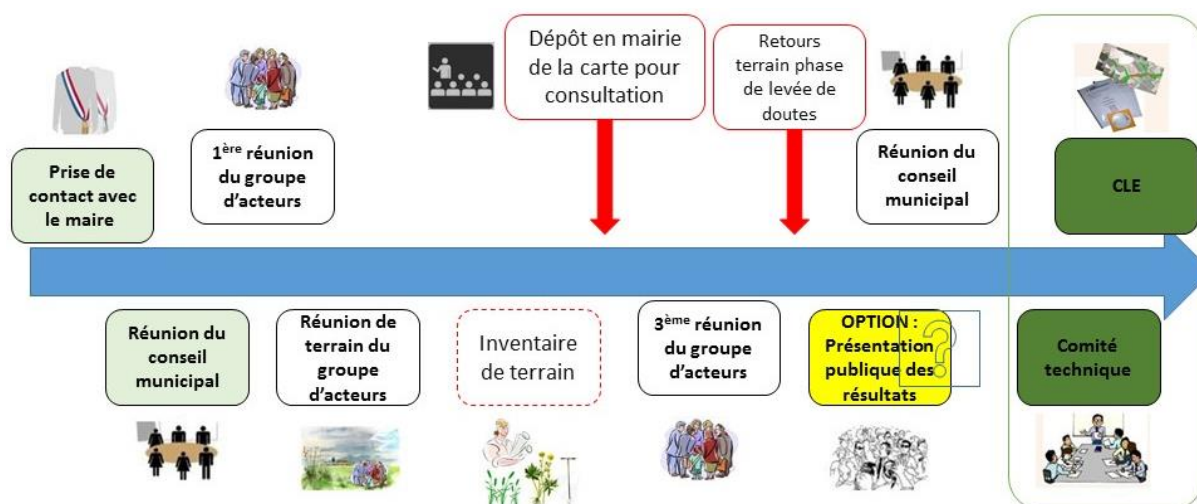 Prise de
contact avec
le maire
1ère réunion
du groupe
d'acteurs
Dépôt en mairie
de la carte pour
consultation
Retours
terrain phase
de levée de
doutes
Réunion du
conseil
municipal
CLE
Réunion du
conseil
municipal
Réunion de
terrain du
groupe
d'acteurs
Inventaire
de terrain
3ème réunion
du groupe
d'acteurs
OPTION :
Présentation
publique des
résultats
?
Comité
technique